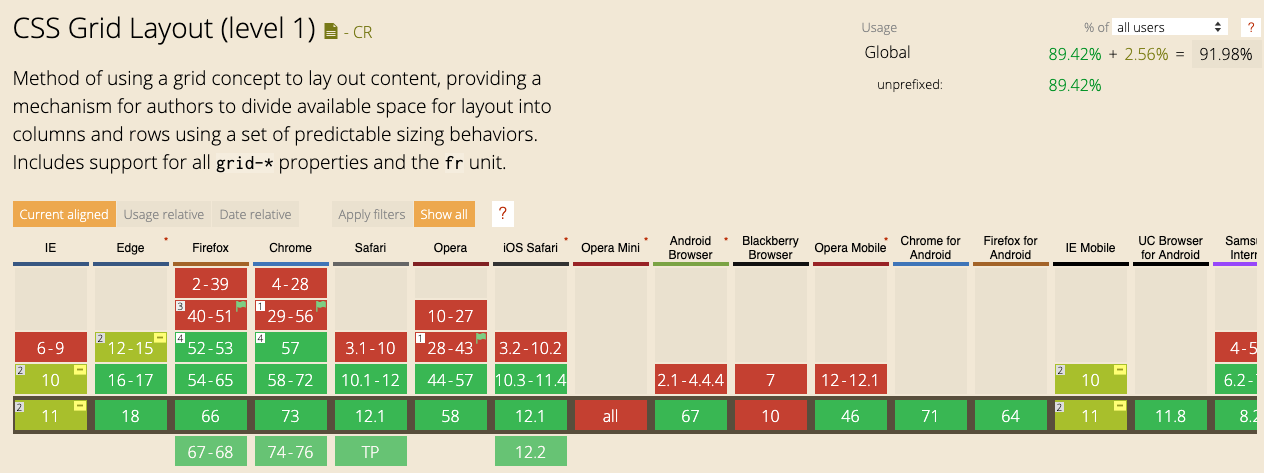 CSS Grid Layout (level 1) - CR
Usage % of all users ?
Global 89.42% + 2.56% = 91.98%
unprefixed: 89.42%
Method of using a grid concept to lay out content, providing a
mechanism for authors to divide available space for layout into
columns and rows using a set of predictable sizing behaviors.
Includes support for all grid-* properties and the fr unit.
Current aligned Usage relative Date relative Apply filters Show all ?
IE Edge * Firefox Chrome Safari Opera iOS Safari * Opera Mini * Android Browser * Blackberry Browser Opera Mobile * Chrome for Android Firefox for Android IE Mobile UC Browser for Android
2-39 4-28
3 40-51 1 29-56 10-27
6-9 2 12-15 4 52-53 4 57 3.1-10 1 28-43 3.2-10.2 4-5
2 10 16-17 54-65 58-72 10.1-12 44-57 10.3-11.4 2.1-4.4.4 7 12-12.1 2 10 6.2-
2 11 18 66 73 12.1 58 12.1 all 67 10 46 71 64 2 11 11.8 8.2
67-68 74-76 TP 12.2